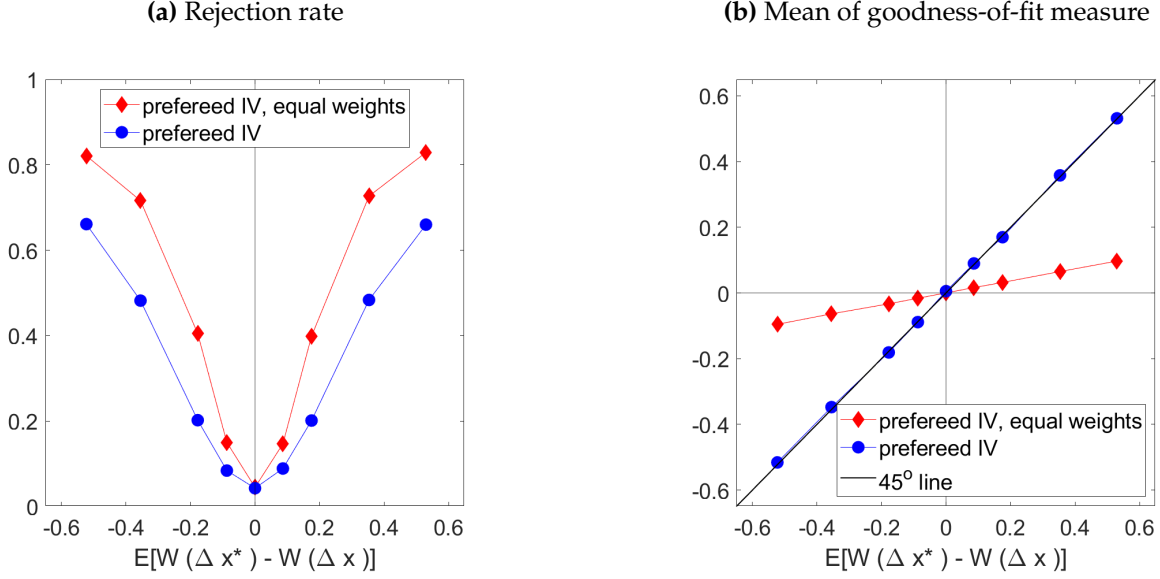 (a) Rejection rate
1
0.8
0.6
0.4
0.2
0
-0.6 -0.4 -0.2 0 0.2 0.4 0.6
prefereed IV, equal weights
prefereed IV
E[W (Δ x* ) - W (Δ x )]
(b) Mean of goodness-of-fit measure
0.6
0.4
0.2
0
-0.2
-0.4
-0.6
-0.6 -0.4 -0.2 0 0.2 0.4 0.6
prefereed IV, equal weights
prefereed IV
45° line
E[W (Δ x* ) - W (Δ x )]